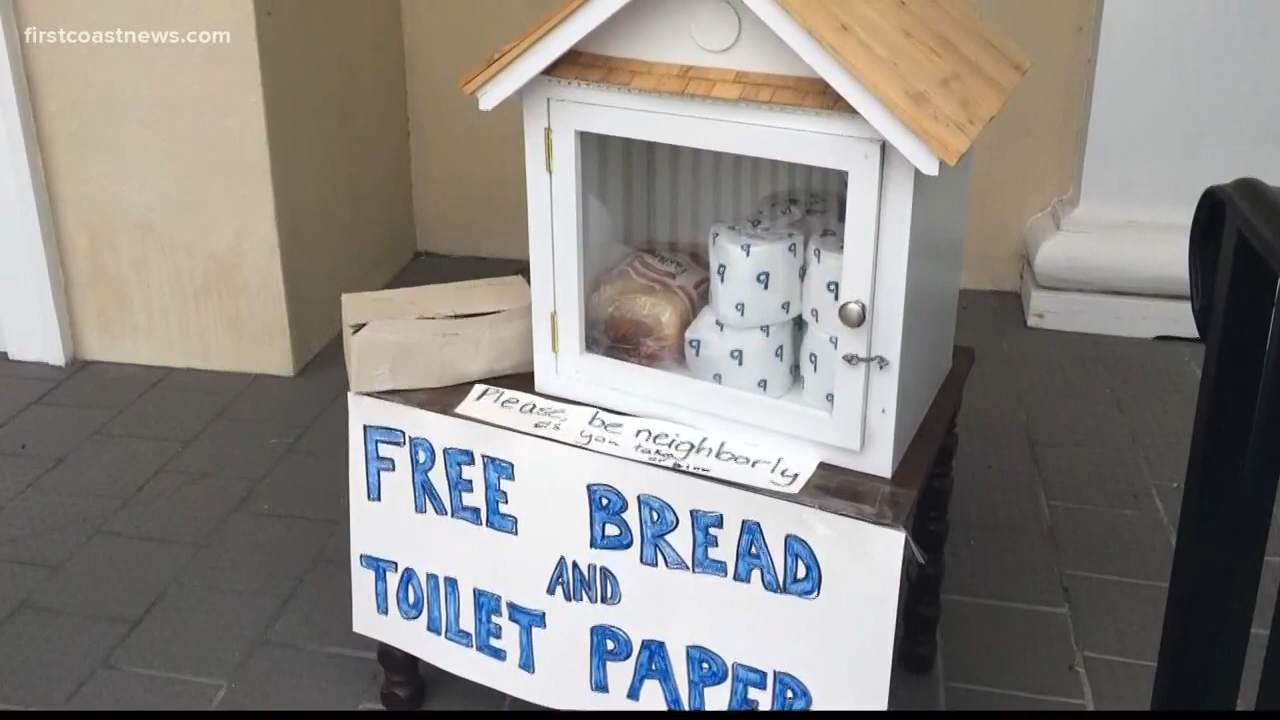 firstcoastnews.com
Please, be neighborly
as you take
FREE BREAD
AND
TOILET PAPER